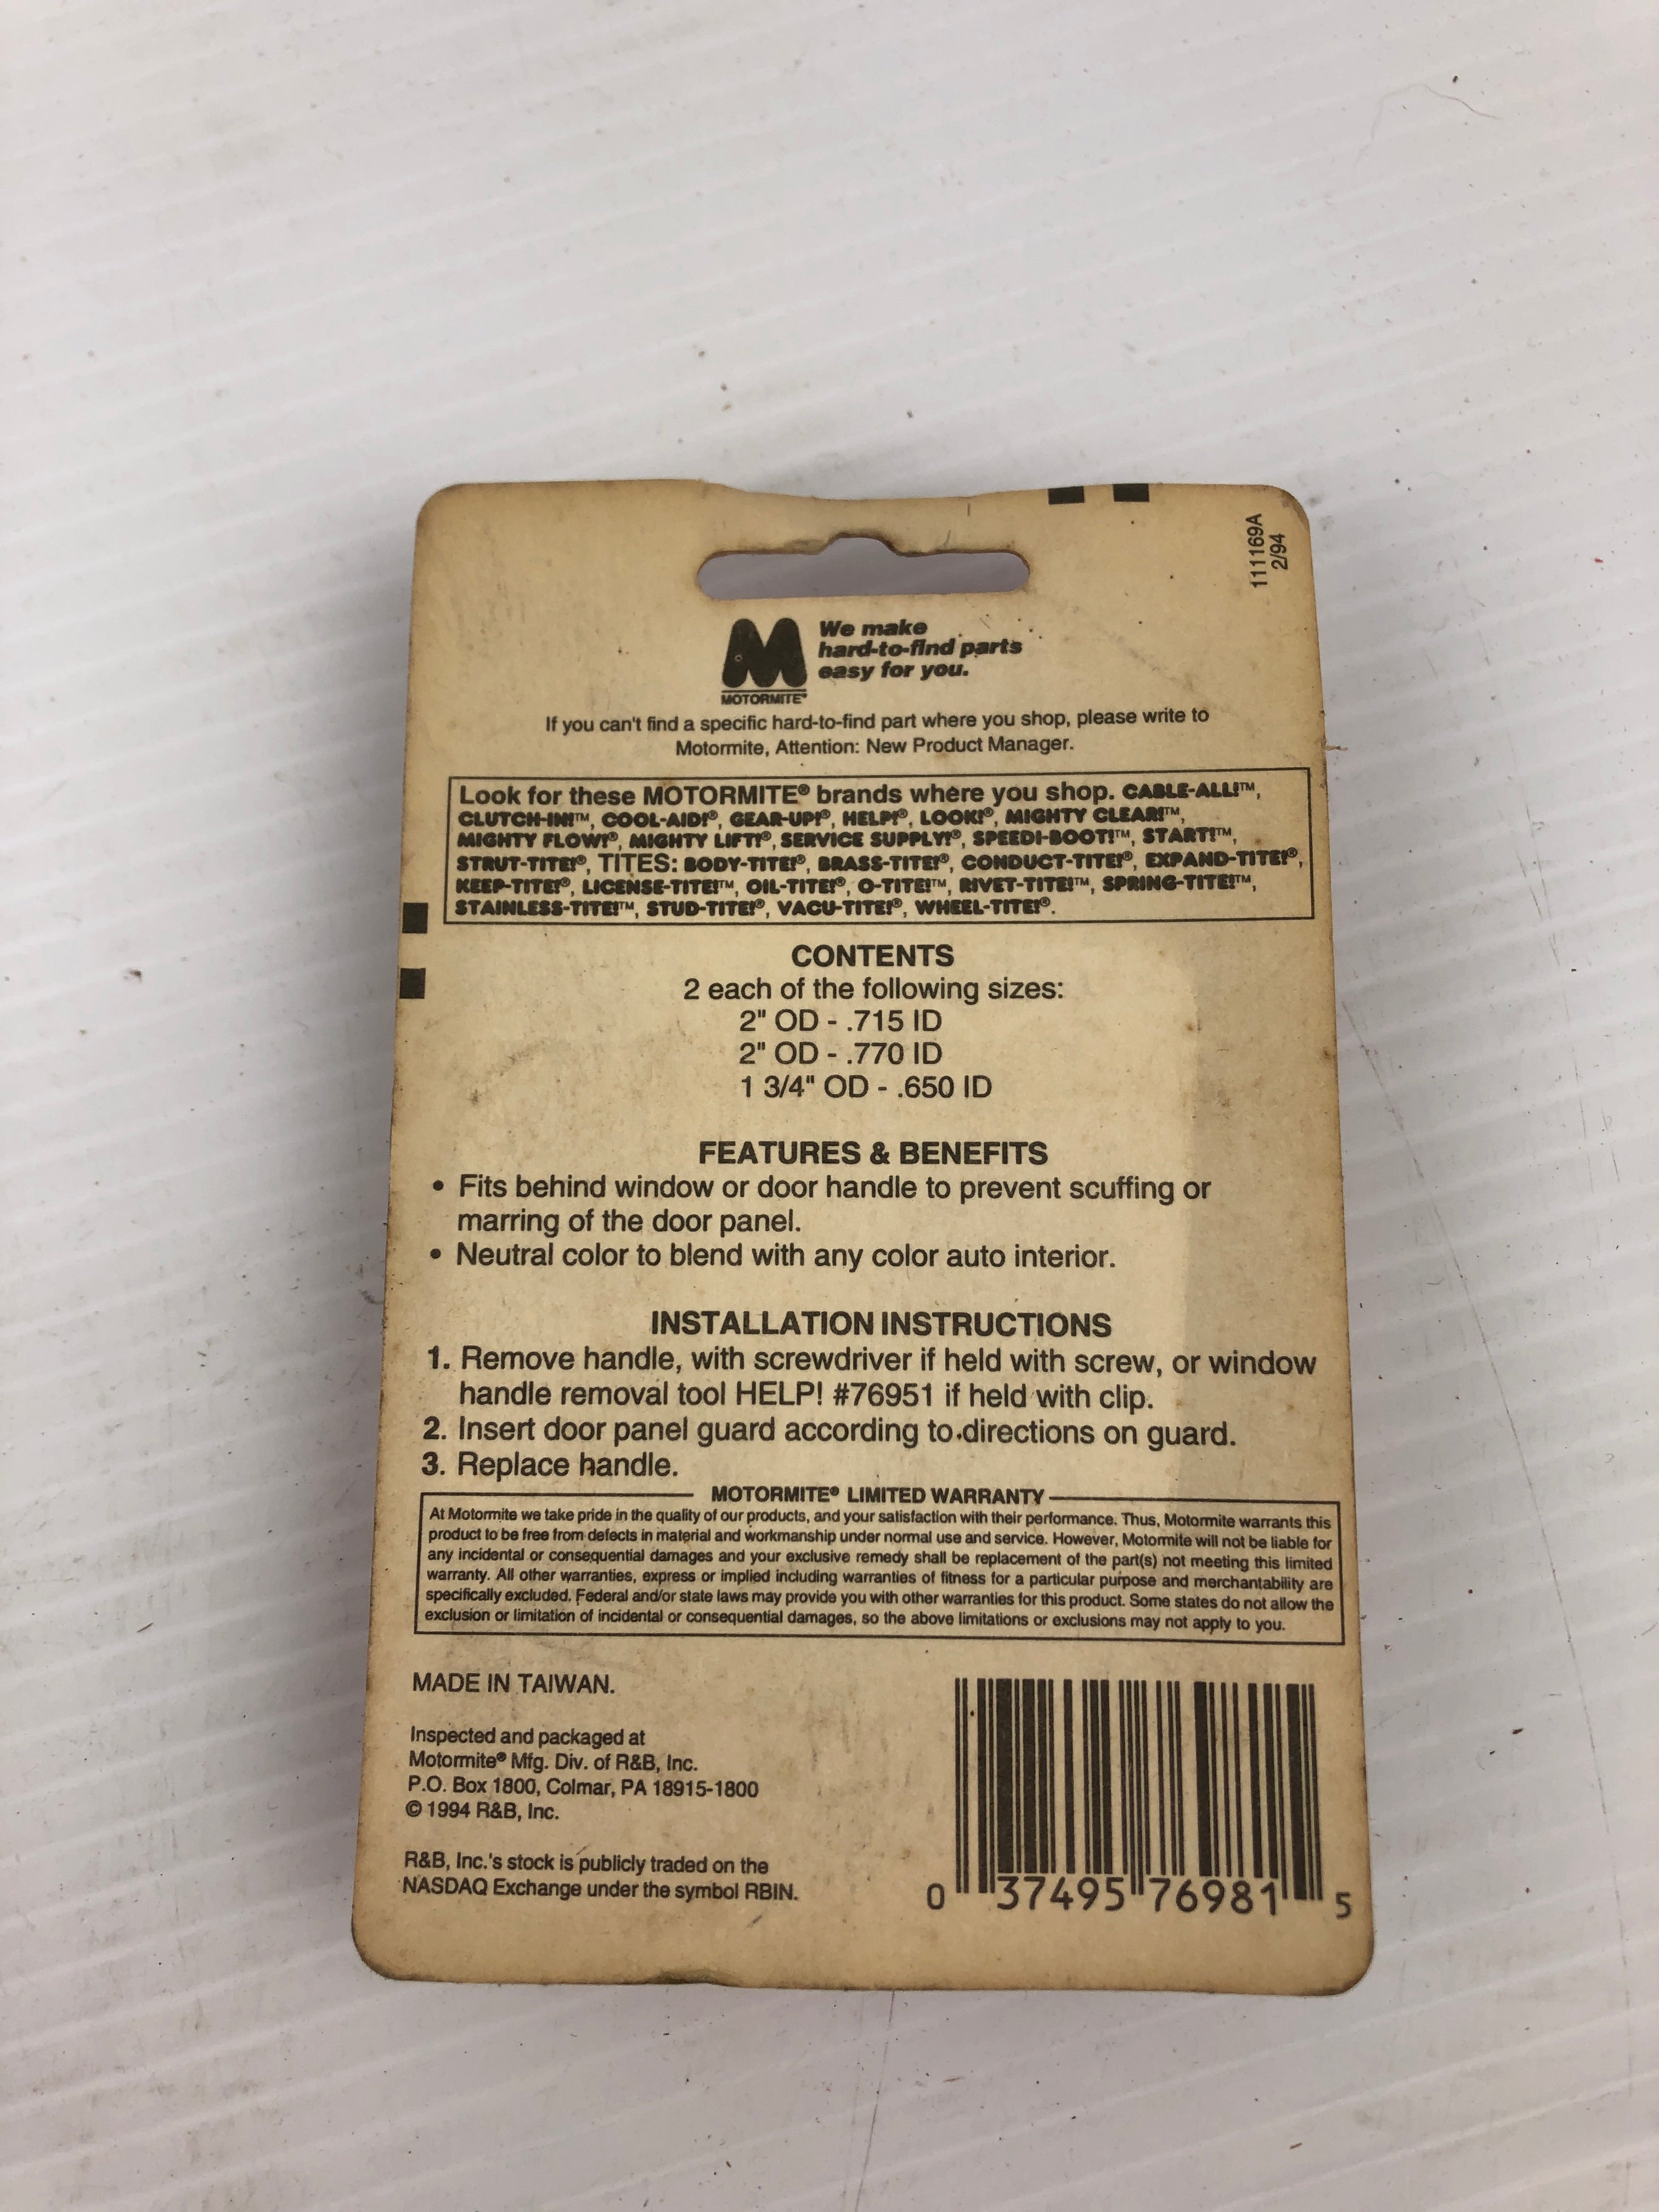 111169A
2/94
We make
hard-to-find parts
easy for you.
MOTORMITE®
If you can't find a specific hard-to-find part where you shop, please write to
Motormite, Attention: New Product Manager.
Look for these MOTORMITE® brands where you shop. CABLE-ALL!™,
CLUTCH-IN!™, COOL-AID!®, GEAR-UP!®, HELP!®, LOOK!®, MIGHTY CLEAR!™,
MIGHTY FLOW!®, MIGHTY LIFT!®, SERVICE SUPPLY!®, SPEEDI-BOOT!™, START!™,
STRUT-TITE!®, TITES: BODY-TITE!®, BRASS-TITE!®, CONDUCT-TITE!®, EXPAND-TITE!®,
KEEP-TITE!®, LICENSE-TITE!™, OIL-TITE!®, O-TITE!™, RIVET-TITE!™, SPRING-TITE!™,
STAINLESS-TITE!™, STUD-TITE!®, VACU-TITE!®, WHEEL-TITE!®.
CONTENTS
2 each of the following sizes:
2" OD - .715 ID
2" OD - .770 ID
1 3/4" OD - .650 ID
FEATURES & BENEFITS
• Fits behind window or door handle to prevent scuffing or
marring of the door panel.
• Neutral color to blend with any color auto interior.
INSTALLATION INSTRUCTIONS
1. Remove handle, with screwdriver if held with screw, or window
handle removal tool HELP! #76951 if held with clip.
2. Insert door panel guard according to directions on guard.
3. Replace handle.
MOTORMITE® LIMITED WARRANTY
At Motormite we take pride in the quality of our products, and your satisfaction with their performance. Thus, Motormite warrants this
product to be free from defects in material and workmanship under normal use and service. However, Motormite will not be liable for
any incidental or consequential damages and your exclusive remedy shall be replacement of the part(s) not meeting this limited
warranty. All other warranties, express or implied including warranties of fitness for a particular purpose and merchantability are
specifically excluded. Federal and/or state laws may provide you with other warranties for this product. Some states do not allow the
exclusion or limitation of incidental or consequential damages, so the above limitations or exclusions may not apply to you.
MADE IN TAIWAN.
Inspected and packaged at
Motormite® Mfg. Div. of R&B, Inc.
P.O. Box 1800, Colmar, PA 18915-1800
© 1994 R&B, Inc.
R&B, Inc.'s stock is publicly traded on the
NASDAQ Exchange under the symbol RBIN.
0 37495 76981 5